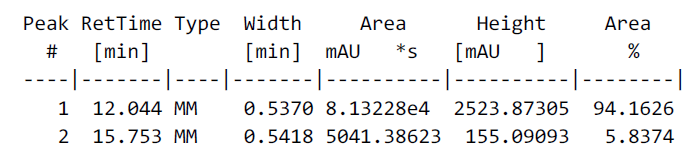 Peak RetTime Type  Width     Area      Height     Area
  #   [min]        [min]  mAU   *s   [mAU   ]      %
----|-------|----|-------|----------|----------|--------|
   1  12.044 MM    0.5370 8.13228e4  2523.87305  94.1626
   2  15.753 MM    0.5418 5041.38623  155.09093   5.8374